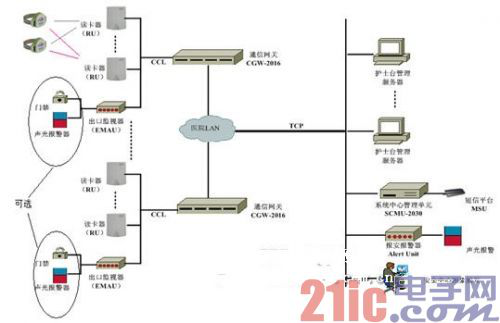 读卡器
(RU)
读卡器
(RU)
CCL
通信网关
CGW-2016
门禁
声光报警器
出口监视器
(EMAU)
可选
医院LAN
TCP
护士台管理
服务器
护士台管理
服务器
读卡器
(RU)
读卡器
(RU)
CCL
通信网关
CGW-2016
系统中心管理单元
SCMU-2030
短信平台
MSU
门禁
声光报警器
出口监视器
(EMAU)
报安报警器
Alert Unit
声光报警
21ic.com
电子网